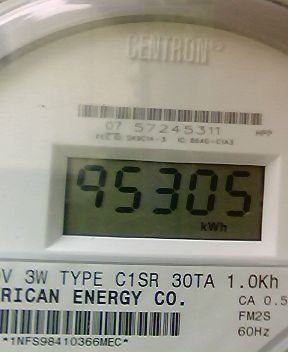 CENTRON
07 57245311 HPP
95305
kWh
V 3W TYPE C1SR 30TA 1.0Kh
RICAN ENERGY CO. CA 0.5
FM2S
60Hz
*1NFS98410366MEC*